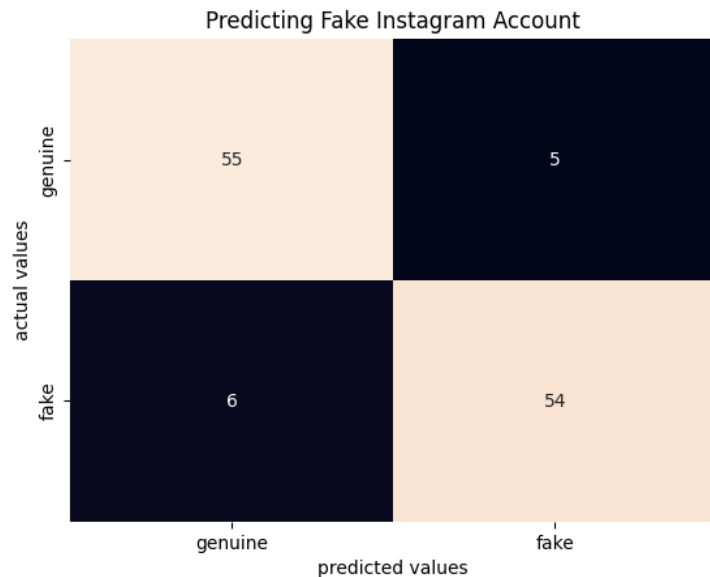 Predicting Fake Instagram Account
genuine
55
5
actual values
fake
6
54
genuine
fake
predicted values